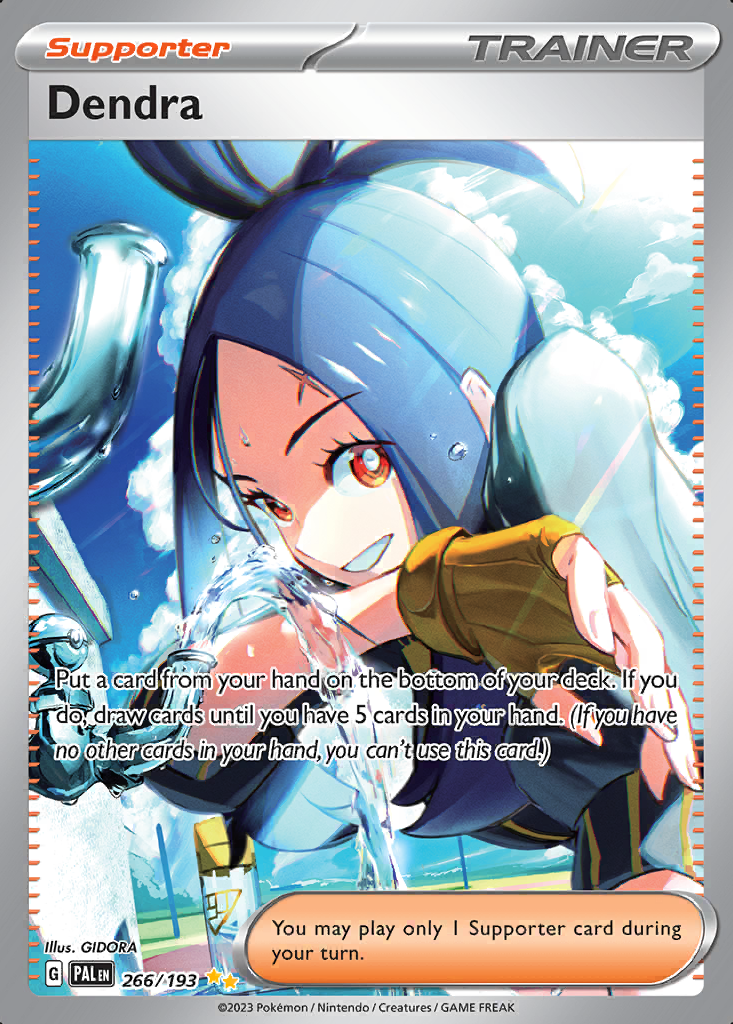 Supporter
TRAINER
Dendra
Put a card from your hand on the bottom of your deck. If you
do, draw cards until you have 5 cards in your hand. (If you have
no other cards in your hand, you can't use this card.)
You may play only 1 Supporter card during
your turn.
Illus. GIDORA
G PAL EN 266/193
©2023 Pokémon / Nintendo / Creatures / GAME FREAK